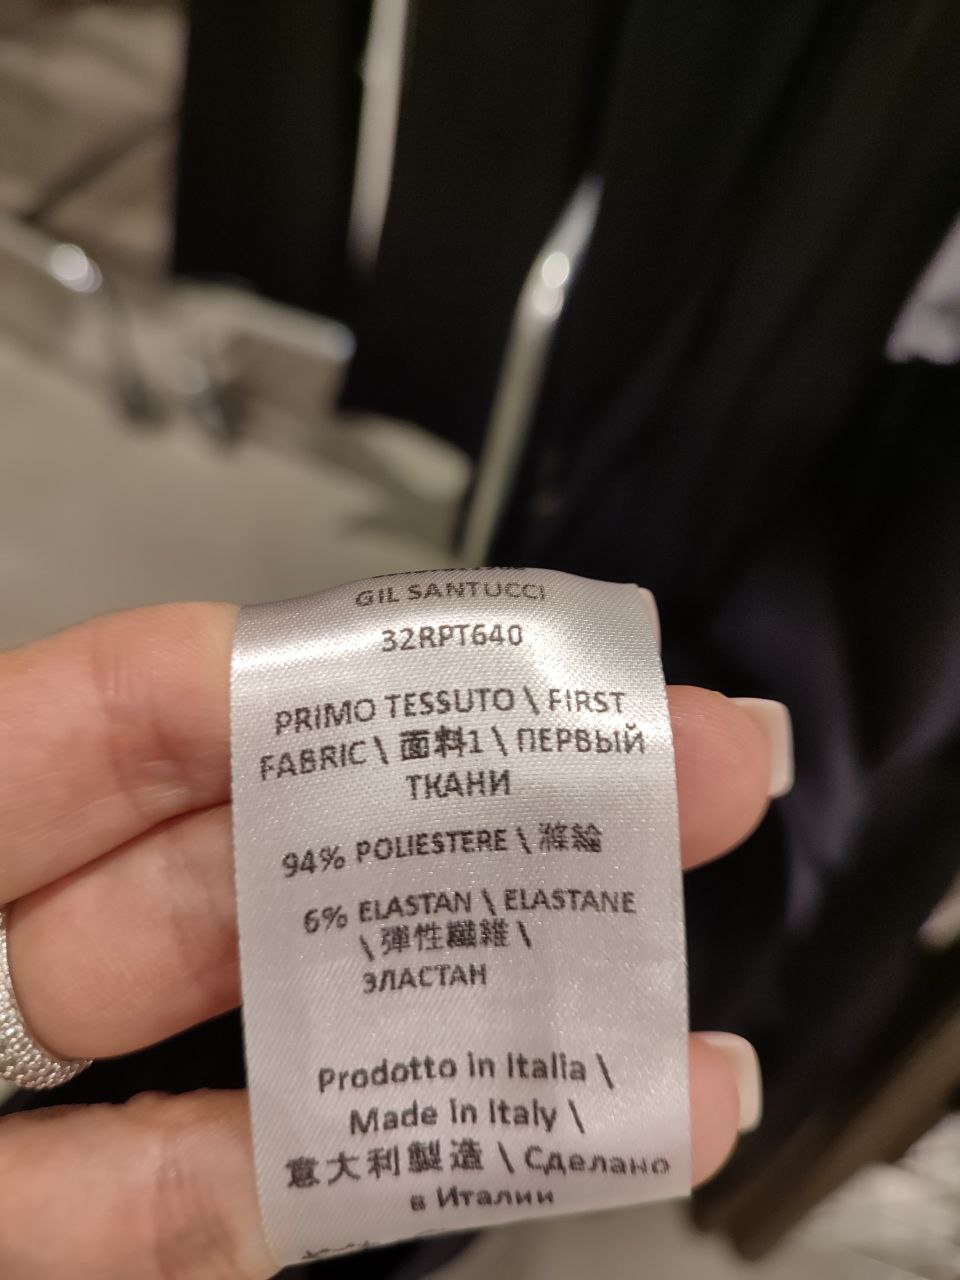 GIL SANTUCCI
32RPT640
PRIMO TESSUTO \ FIRST
FABRIC \ 面料1 \ ПЕРВЫЙ
ТКАНИ
94% POLIESTERE \ 滌綸
6% ELASTAN \ ELASTANE
\ 彈性纖維 \
ЭЛАСТАН
Prodotto in Italia \
Made in Italy \
意大利製造 \ Сделано
в Италии